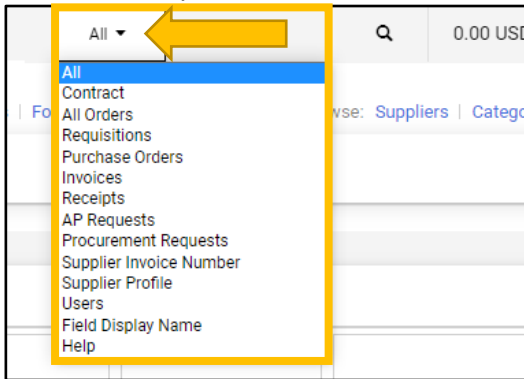 All
0.00 USD
All
Contract
All Orders
Requisitions
Purchase Orders
Invoices
Receipts
AP Requests
Procurement Requests
Supplier Invoice Number
Supplier Profile
Users
Field Display Name
Help
| Fo
wse: Suppliers | Catego